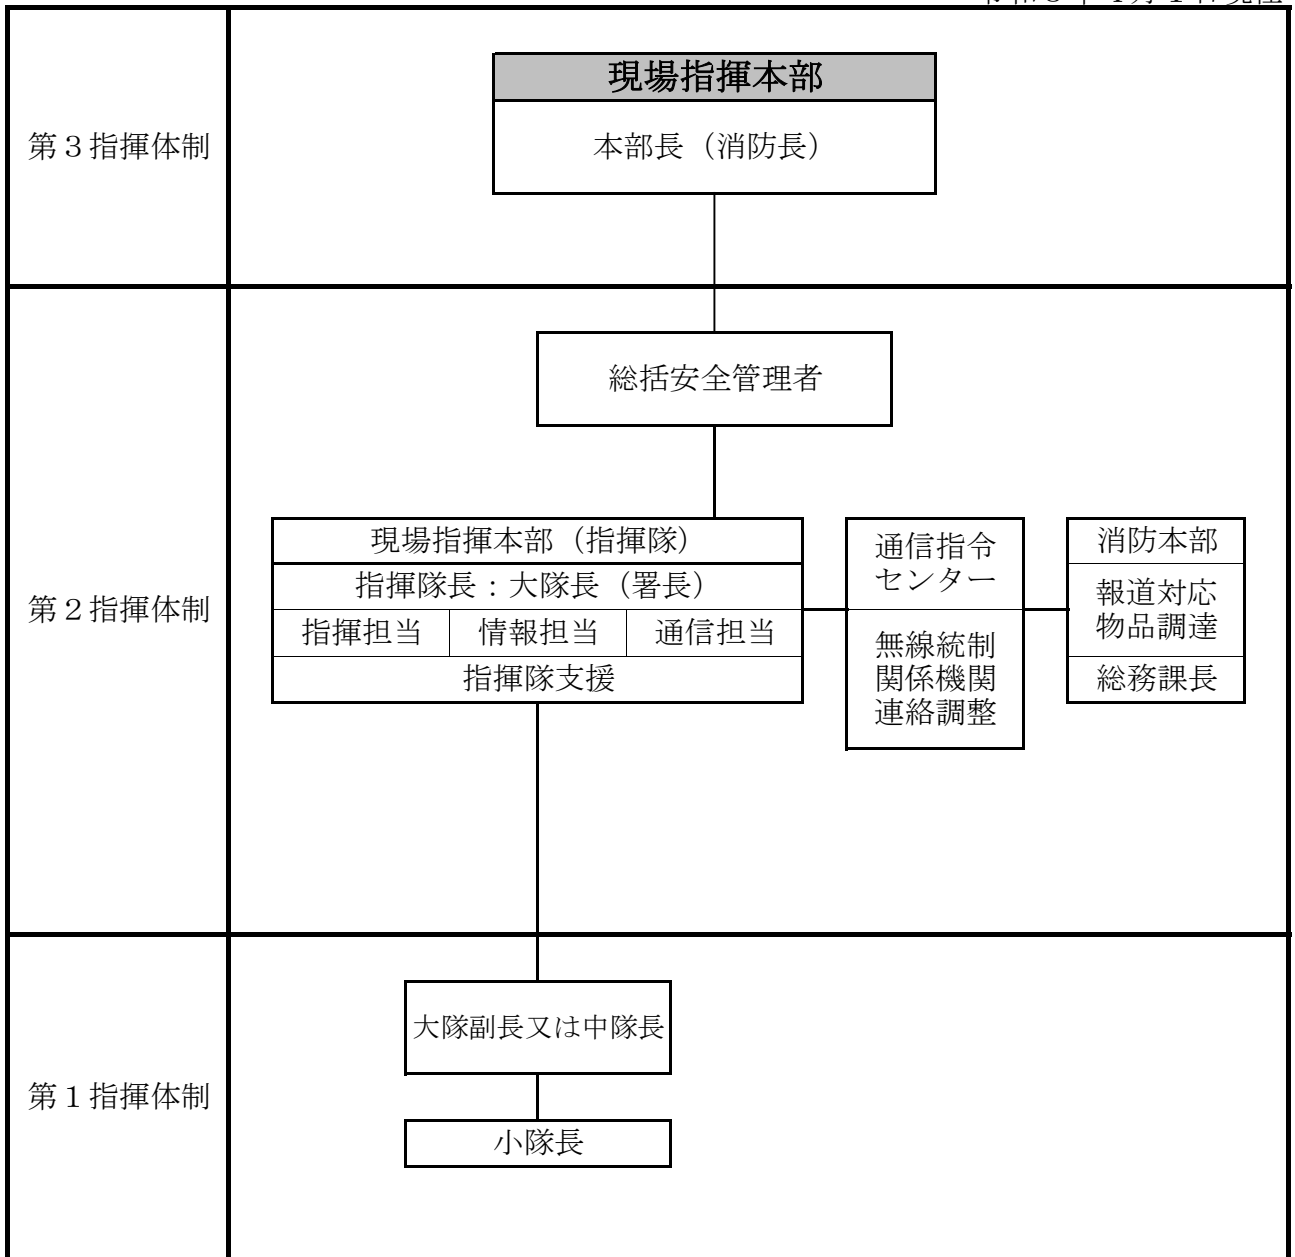 現場指揮本部
本部長（消防長）
第３指揮体制
総括安全管理者
第２指揮体制
現場指揮本部（指揮隊）
指揮隊長：大隊長（署長）
指揮担当
情報担当
通信担当
指揮隊支援
通信指令
センター
無線統制
関係機関
連絡調整
消防本部
報道対応
物品調達
総務課長
第１指揮体制
大隊副長又は中隊長
小隊長